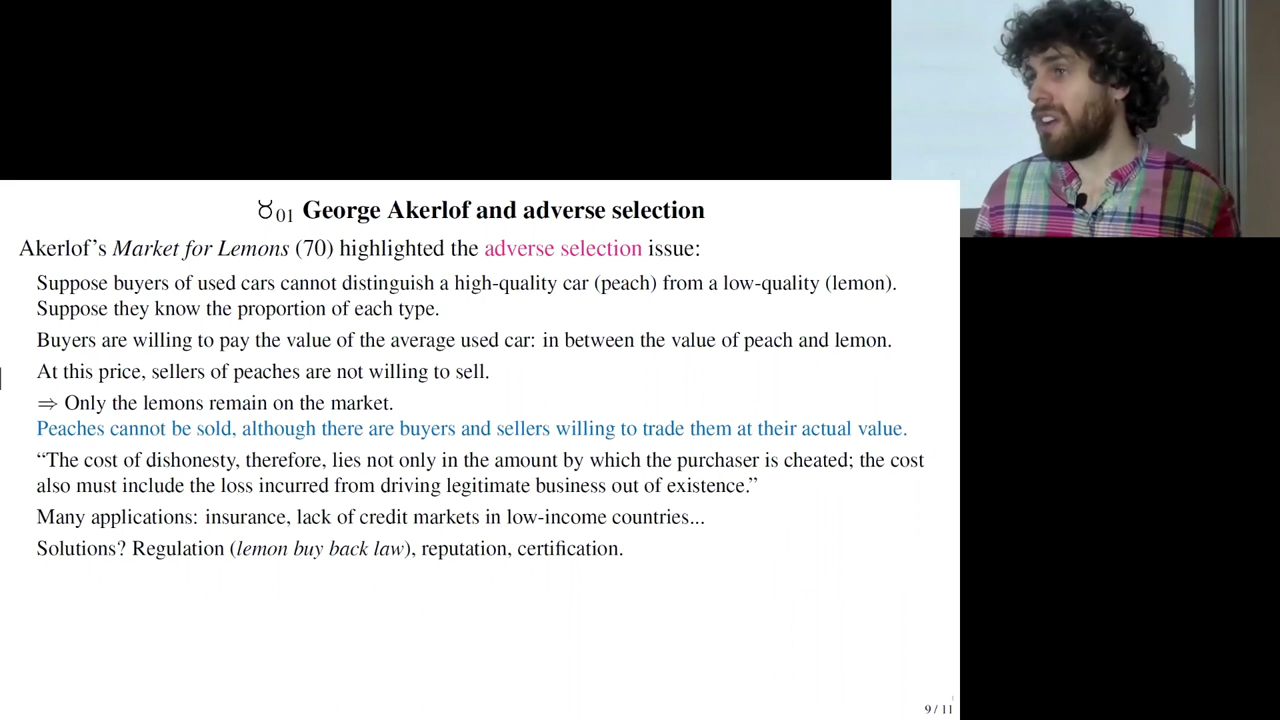 ♉01 George Akerlof and adverse selection
Akerlof’s Market for Lemons (70) highlighted the adverse selection issue:
Suppose buyers of used cars cannot distinguish a high-quality car (peach) from a low-quality (lemon).
Suppose they know the proportion of each type.
Buyers are willing to pay the value of the average used car: in between the value of peach and lemon.
At this price, sellers of peaches are not willing to sell.
⇒ Only the lemons remain on the market.
Peaches cannot be sold, although there are buyers and sellers willing to trade them at their actual value.
“The cost of dishonesty, therefore, lies not only in the amount by which the purchaser is cheated; the cost
also must include the loss incurred from driving legitimate business out of existence.”
Many applications: insurance, lack of credit markets in low-income countries...
Solutions? Regulation (lemon buy back law), reputation, certification.
9 / 11